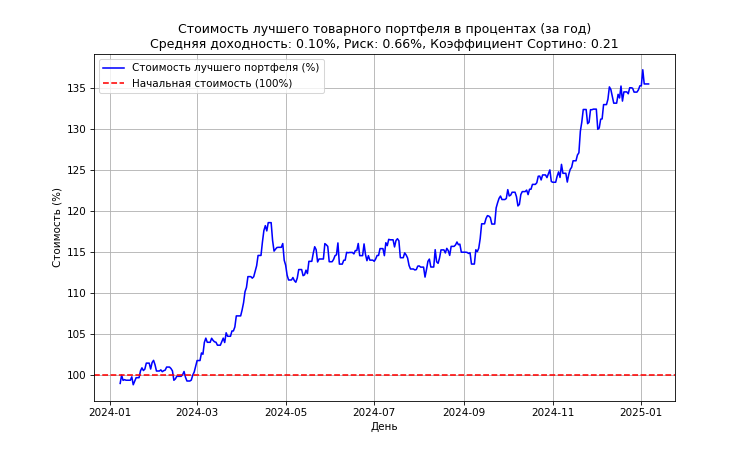 Стоимость лучшего товарного портфеля в процентах (за год)
Средняя доходность: 0.10%, Риск: 0.66%, Коэффициент Сортино: 0.21
Стоимость лучшего портфеля (%)
Начальная стоимость (100%)
Стоимость (%)
135
130
125
120
115
110
105
100
2024-01
2024-03
2024-05
2024-07
2024-09
2024-11
2025-01
День